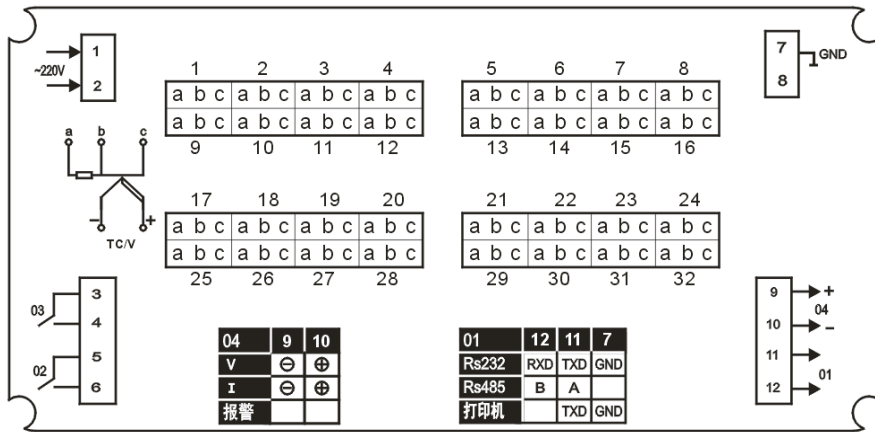 1
~220V
2
7
GND
8
1 2 3 4
a b c a b c a b c a b c
a b c a b c a b c a b c
9 10 11 12
5 6 7 8
a b c a b c a b c a b c
a b c a b c a b c a b c
13 14 15 16
a b c
− +
TC/V
17 18 19 20
a b c a b c a b c a b c
a b c a b c a b c a b c
25 26 27 28
21 22 23 24
a b c a b c a b c a b c
a b c a b c a b c a b c
29 30 31 32
3
03
4
5
02
6
04 9 10
V ⊖ ⊕
I ⊖ ⊕
报警
01 12 11 7
Rs232 RXD TXD GND
Rs485 B A
打印机 TXD GND
9 +
04
10 −
11
01
12